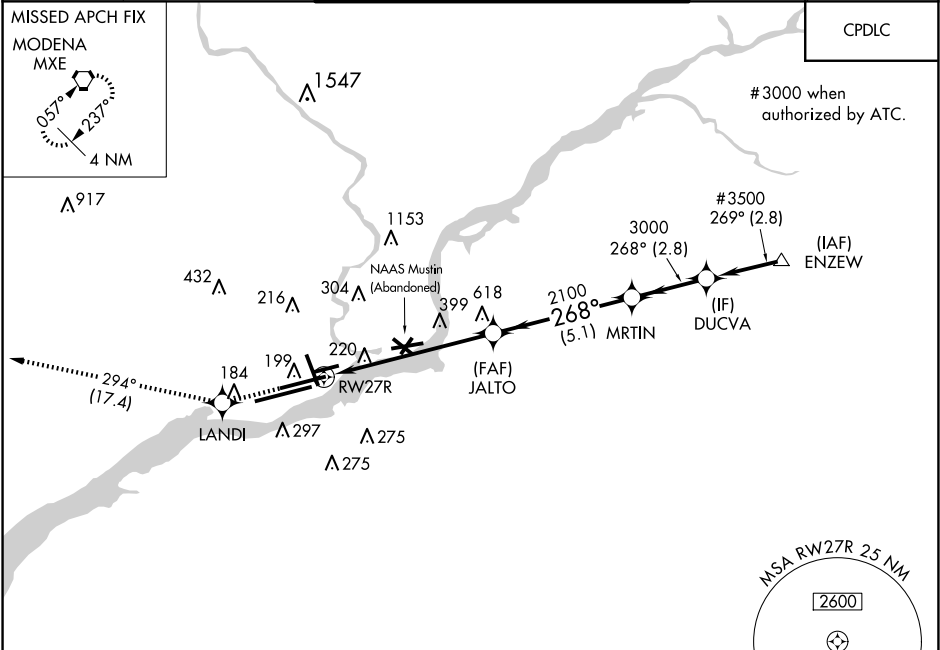 MISSED APCH FIX
MODENA
MXE
057°
237°
4 NM
CPDLC
#3000 when
authorized by ATC.
1547
917
1153
#3500
269° (2.8)
3000
268° (2.8)
(IAF)
ENZEW
NAAS Mustin
(Abandoned)
432
216
304
399
618
2100
268°
(5.1)
MRTIN
(IF)
DUCVA
(FAF)
JALTO
220
199
184
RW27R
294°
(17.4)
LANDI
297
275
275
MSA RW27R 25 NM
2600